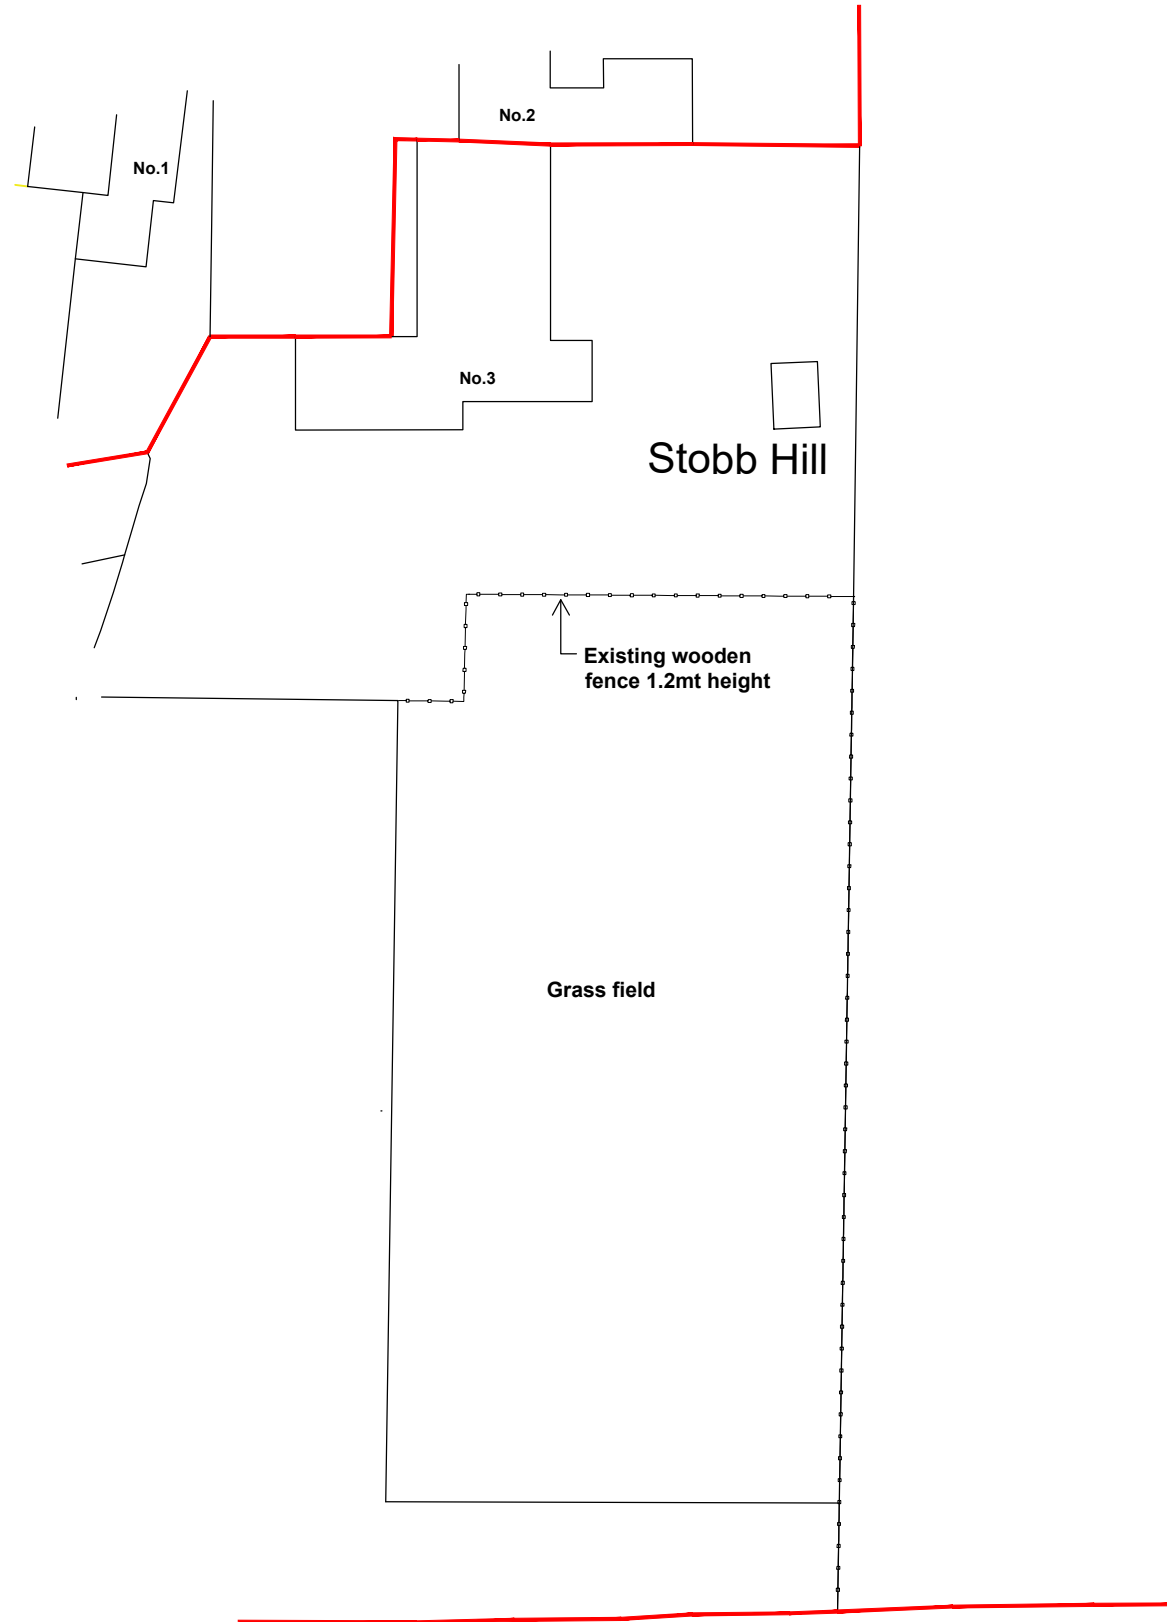 No.2
No.1
No.3
Stobb Hill
Existing wooden
fence 1.2mt height
Grass field